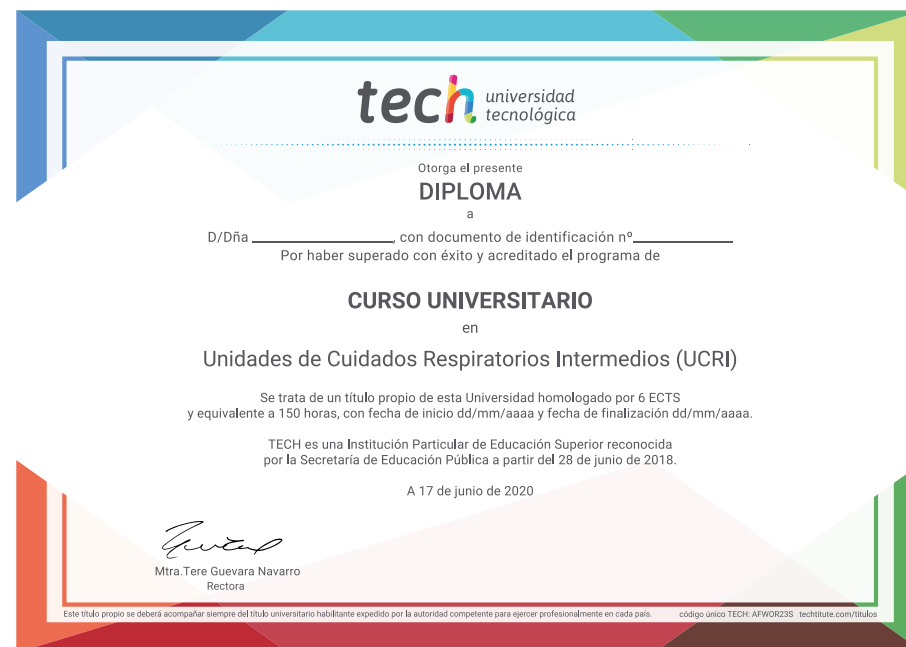 tech universidad
tecnológica
Otorga el presente
DIPLOMA
a
D/Dña ____________________, con documento de identificación nº______________
Por haber superado con éxito y acreditado el programa de
CURSO UNIVERSITARIO
en
Unidades de Cuidados Respiratorios Intermedios (UCRI)
Se trata de un título propio de esta Universidad homologado por 6 ECTS
y equivalente a 150 horas, con fecha de inicio dd/mm/aaaa y fecha de finalización dd/mm/aaaa.
TECH es una Institución Particular de Educación Superior reconocida
por la Secretaría de Educación Pública a partir del 28 de junio de 2018.
A 17 de junio de 2020
Mtra.Tere Guevara Navarro
Rectora
Este título propio se deberá acompañar siempre del título universitario habilitante expedido por la autoridad competente para ejercer profesionalmente en cada país. código único TECH: AFWOR23S techtitute.com/títulos